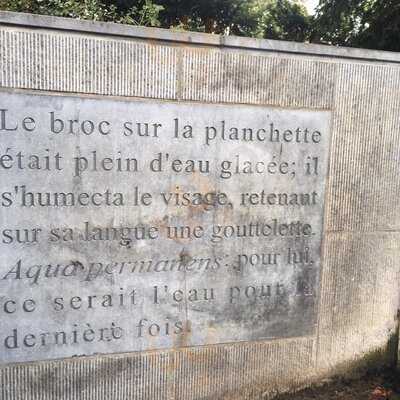 Le broc sur la planchette
était plein d'eau glacée; il
s'humecta le visage, retenant
sur sa langue une gouttelette.
Aqua permanens: pour lui,
ce serait l'eau pour la
dernière fois.